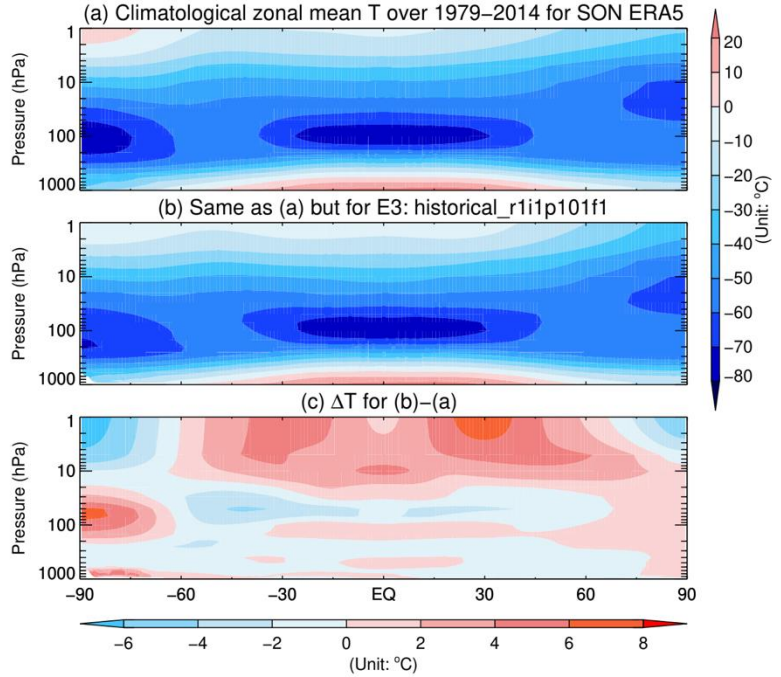 (a) Climatological zonal mean T over 1979−2014 for SON ERA5
Pressure (hPa)
1
10
100
1000
(b) Same as (a) but for E3: historical_r1i1p101f1
Pressure (hPa)
1
10
100
1000
(c) ΔT for (b)−(a)
Pressure (hPa)
1
10
100
1000
−90 −60 −30 EQ 30 60 90
−6 −4 −2 0 2 4 6 8
(Unit: °C)
20
10
0
−10
−20
−30
−40
−50
−60
−70
−80
(Unit: °C)